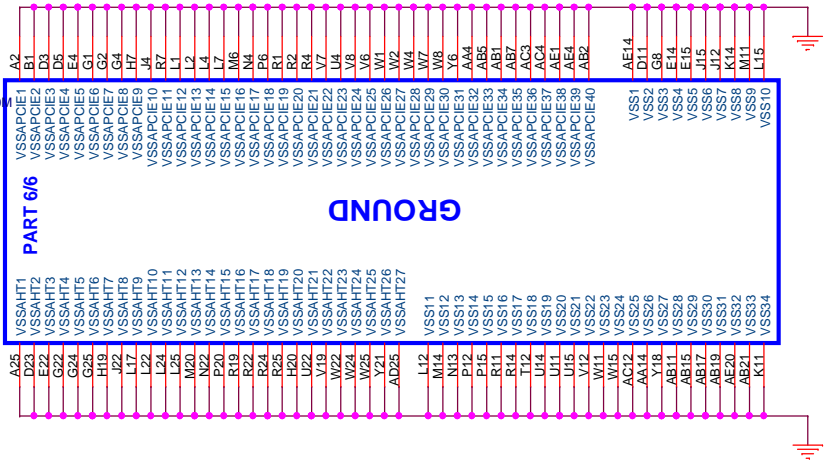 A2
B1
D3
D5
E4
G1
G2
G4
H7
J4
R7
L1
L2
L4
L7
M6
N4
P6
R1
R2
R4
V7
U4
V8
V6
W1
W2
W4
W7
W8
Y6
AA4
AB5
AB1
AB7
AC3
AC4
AE1
AE4
AB2
AE14
D11
G8
E14
E15
J15
J12
K14
M11
L15
VSSAPCIE1
VSSAPCIE2
VSSAPCIE3
VSSAPCIE4
VSSAPCIE5
VSSAPCIE6
VSSAPCIE7
VSSAPCIE8
VSSAPCIE9
VSSAPCIE10
VSSAPCIE11
VSSAPCIE12
VSSAPCIE13
VSSAPCIE14
VSSAPCIE15
VSSAPCIE16
VSSAPCIE17
VSSAPCIE18
VSSAPCIE19
VSSAPCIE20
VSSAPCIE21
VSSAPCIE22
VSSAPCIE23
VSSAPCIE24
VSSAPCIE25
VSSAPCIE26
VSSAPCIE27
VSSAPCIE28
VSSAPCIE29
VSSAPCIE30
VSSAPCIE31
VSSAPCIE32
VSSAPCIE33
VSSAPCIE34
VSSAPCIE35
VSSAPCIE36
VSSAPCIE37
VSSAPCIE38
VSSAPCIE39
VSSAPCIE40
VSS1
VSS2
VSS3
VSS4
VSS5
VSS6
VSS7
VSS8
VSS9
VSS10
PART 6/6
GROUND
VSSAHT1
VSSAHT2
VSSAHT3
VSSAHT4
VSSAHT5
VSSAHT6
VSSAHT7
VSSAHT8
VSSAHT9
VSSAHT10
VSSAHT11
VSSAHT12
VSSAHT13
VSSAHT14
VSSAHT15
VSSAHT16
VSSAHT17
VSSAHT18
VSSAHT19
VSSAHT20
VSSAHT21
VSSAHT22
VSSAHT23
VSSAHT24
VSSAHT25
VSSAHT26
VSSAHT27
VSS11
VSS12
VSS13
VSS14
VSS15
VSS16
VSS17
VSS18
VSS19
VSS20
VSS21
VSS22
VSS23
VSS24
VSS25
VSS26
VSS27
VSS28
VSS29
VSS30
VSS31
VSS32
VSS33
VSS34
A25
D23
E22
G22
G24
G25
H19
J22
L17
L22
L24
L25
M20
N22
P20
R19
R22
R24
R25
H20
U22
V19
W22
W24
W25
Y21
AD25
L12
M14
N13
P12
P15
R11
R14
T12
U14
U11
U15
V12
W11
W15
AC12
AA14
Y18
AB11
AB15
AB17
AB19
AE20
AB21
K11